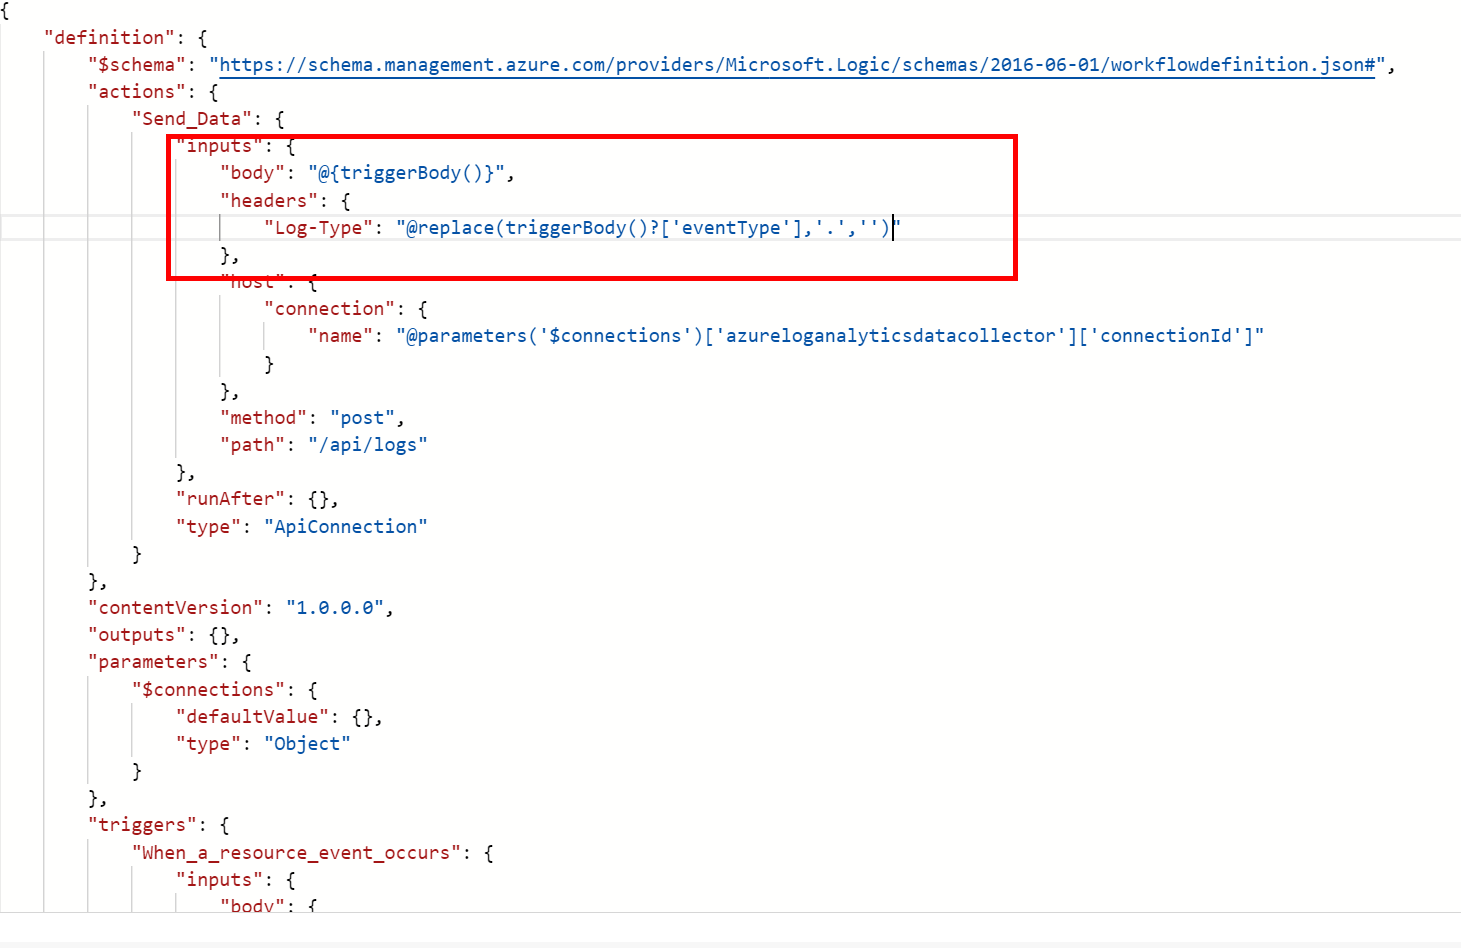 {
"definition": {
"$schema": "https://schema.management.azure.com/providers/Microsoft.Logic/schemas/2016-06-01/workflowdefinition.json#",
"actions": {
"Send_Data": {
"inputs": {
"body": "@{triggerBody()}",
"headers": {
"Log-Type": "@replace(triggerBody()?['eventType'],'.','')"
},
"host": {
"connection": {
"name": "@parameters('$connections')['azureloganalyticsdatacollector']['connectionId']"
}
},
"method": "post",
"path": "/api/logs"
},
"runAfter": {},
"type": "ApiConnection"
}
},
"contentVersion": "1.0.0.0",
"outputs": {},
"parameters": {
"$connections": {
"defaultValue": {},
"type": "Object"
}
},
"triggers": {
"When_a_resource_event_occurs": {
"inputs": {
"body": {